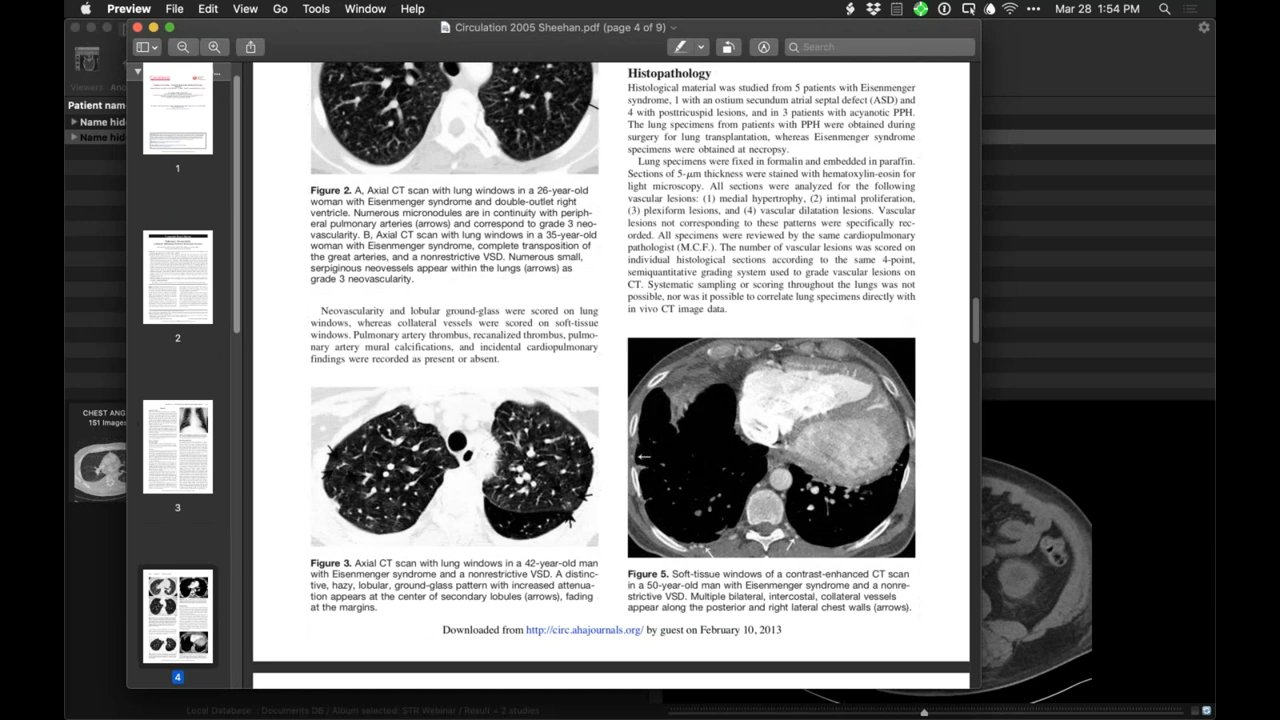 Preview File Edit View Go Tools Window Help
Mar 28 1:54 PM
Circulation 2005 Sheehan.pdf (page 4 of 9)
Search
Viewers
Patient nam
Name hid
Name hid
CHEST ANG
151 Images
1
2
3
4
Figure 2. A, Axial CT scan with lung windows in a 26-year-old
woman with Eisenmenger syndrome and double-outlet right
ventricle. Numerous micronodules are in continuity with periph-
eral pulmonary arteries (arrows) and correspond to grade 3 neo-
vascularity. B, Axial CT scan with lung windows in a 35-year-old
woman with Eisenmenger syndrome, complete transposition of
the great arteries, and a nonrestrictive VSD. Numerous small,
serpiginous neovessels appear within the lungs (arrows) as
grade 3 neovascularity.
Neovascularity and lobular ground-glass were scored on lung
windows, whereas collateral vessels were scored on soft-tissue
windows. Pulmonary artery thrombus, recanalized thrombus, pulmo-
nary artery mural calcifications, and incidental cardiopulmonary
findings were recorded as present or absent.
Figure 3. Axial CT scan with lung windows in a 42-year-old man
with Eisenmenger syndrome and a nonrestrictive VSD. A distinc-
tive, hazy, lobular, ground-glass pattern with increased attenua-
tion appears at the center of secondary lobules (arrows), fading
at the margins.
Histopathology
Histological material was studied from 5 patients with Eisenmenger
syndrome, 1 with an ostium secundum atrial septal defect (ASD) and
4 with posttricuspid lesions, and in 3 patients with acyanotic PPH.
The lung specimens from patients with PPH were obtained during
surgery for lung transplantation, whereas Eisenmenger syndrome
specimens were obtained at necropsy.
Lung specimens were fixed in formalin and embedded in paraffin.
Sections of 5-μm thickness were stained with hematoxylin-eosin for
light microscopy. All sections were analyzed for the following
vascular lesions: (1) medial hypertrophy, (2) intimal proliferation,
(3) plexiform lesions, and (4) vascular dilatation lesions. Vascular
lesions not corresponding to these patterns were specifically rec-
orded. All specimens were reviewed by the same cardiopulmonary
pathologist (M.C.F.). The number of vascular lesions was scored on
individual histological sections according to the same 4-point,
semiquantitative grading system used to grade vascular lesions on
CT. Systematic sampling or scoring throughout the lungs was not
possible, nor was it possible to correlate lung specimens directly with
in vivo CT image data.
Figure 5. Soft-tissue windows of a contrast-enhanced CT scan
in a 50-year-old man with Eisenmenger syndrome and a nonre-
strictive VSD. Multiple bilateral, intercostal, collateral vessels
appear along the posterior and right lateral chest walls (arrows).
Downloaded from http://circ.ahajournals.org/ by guest on February 10, 2013
Local Database: : Documents DB / Album selected: STR Webinar / Result = 2 studies